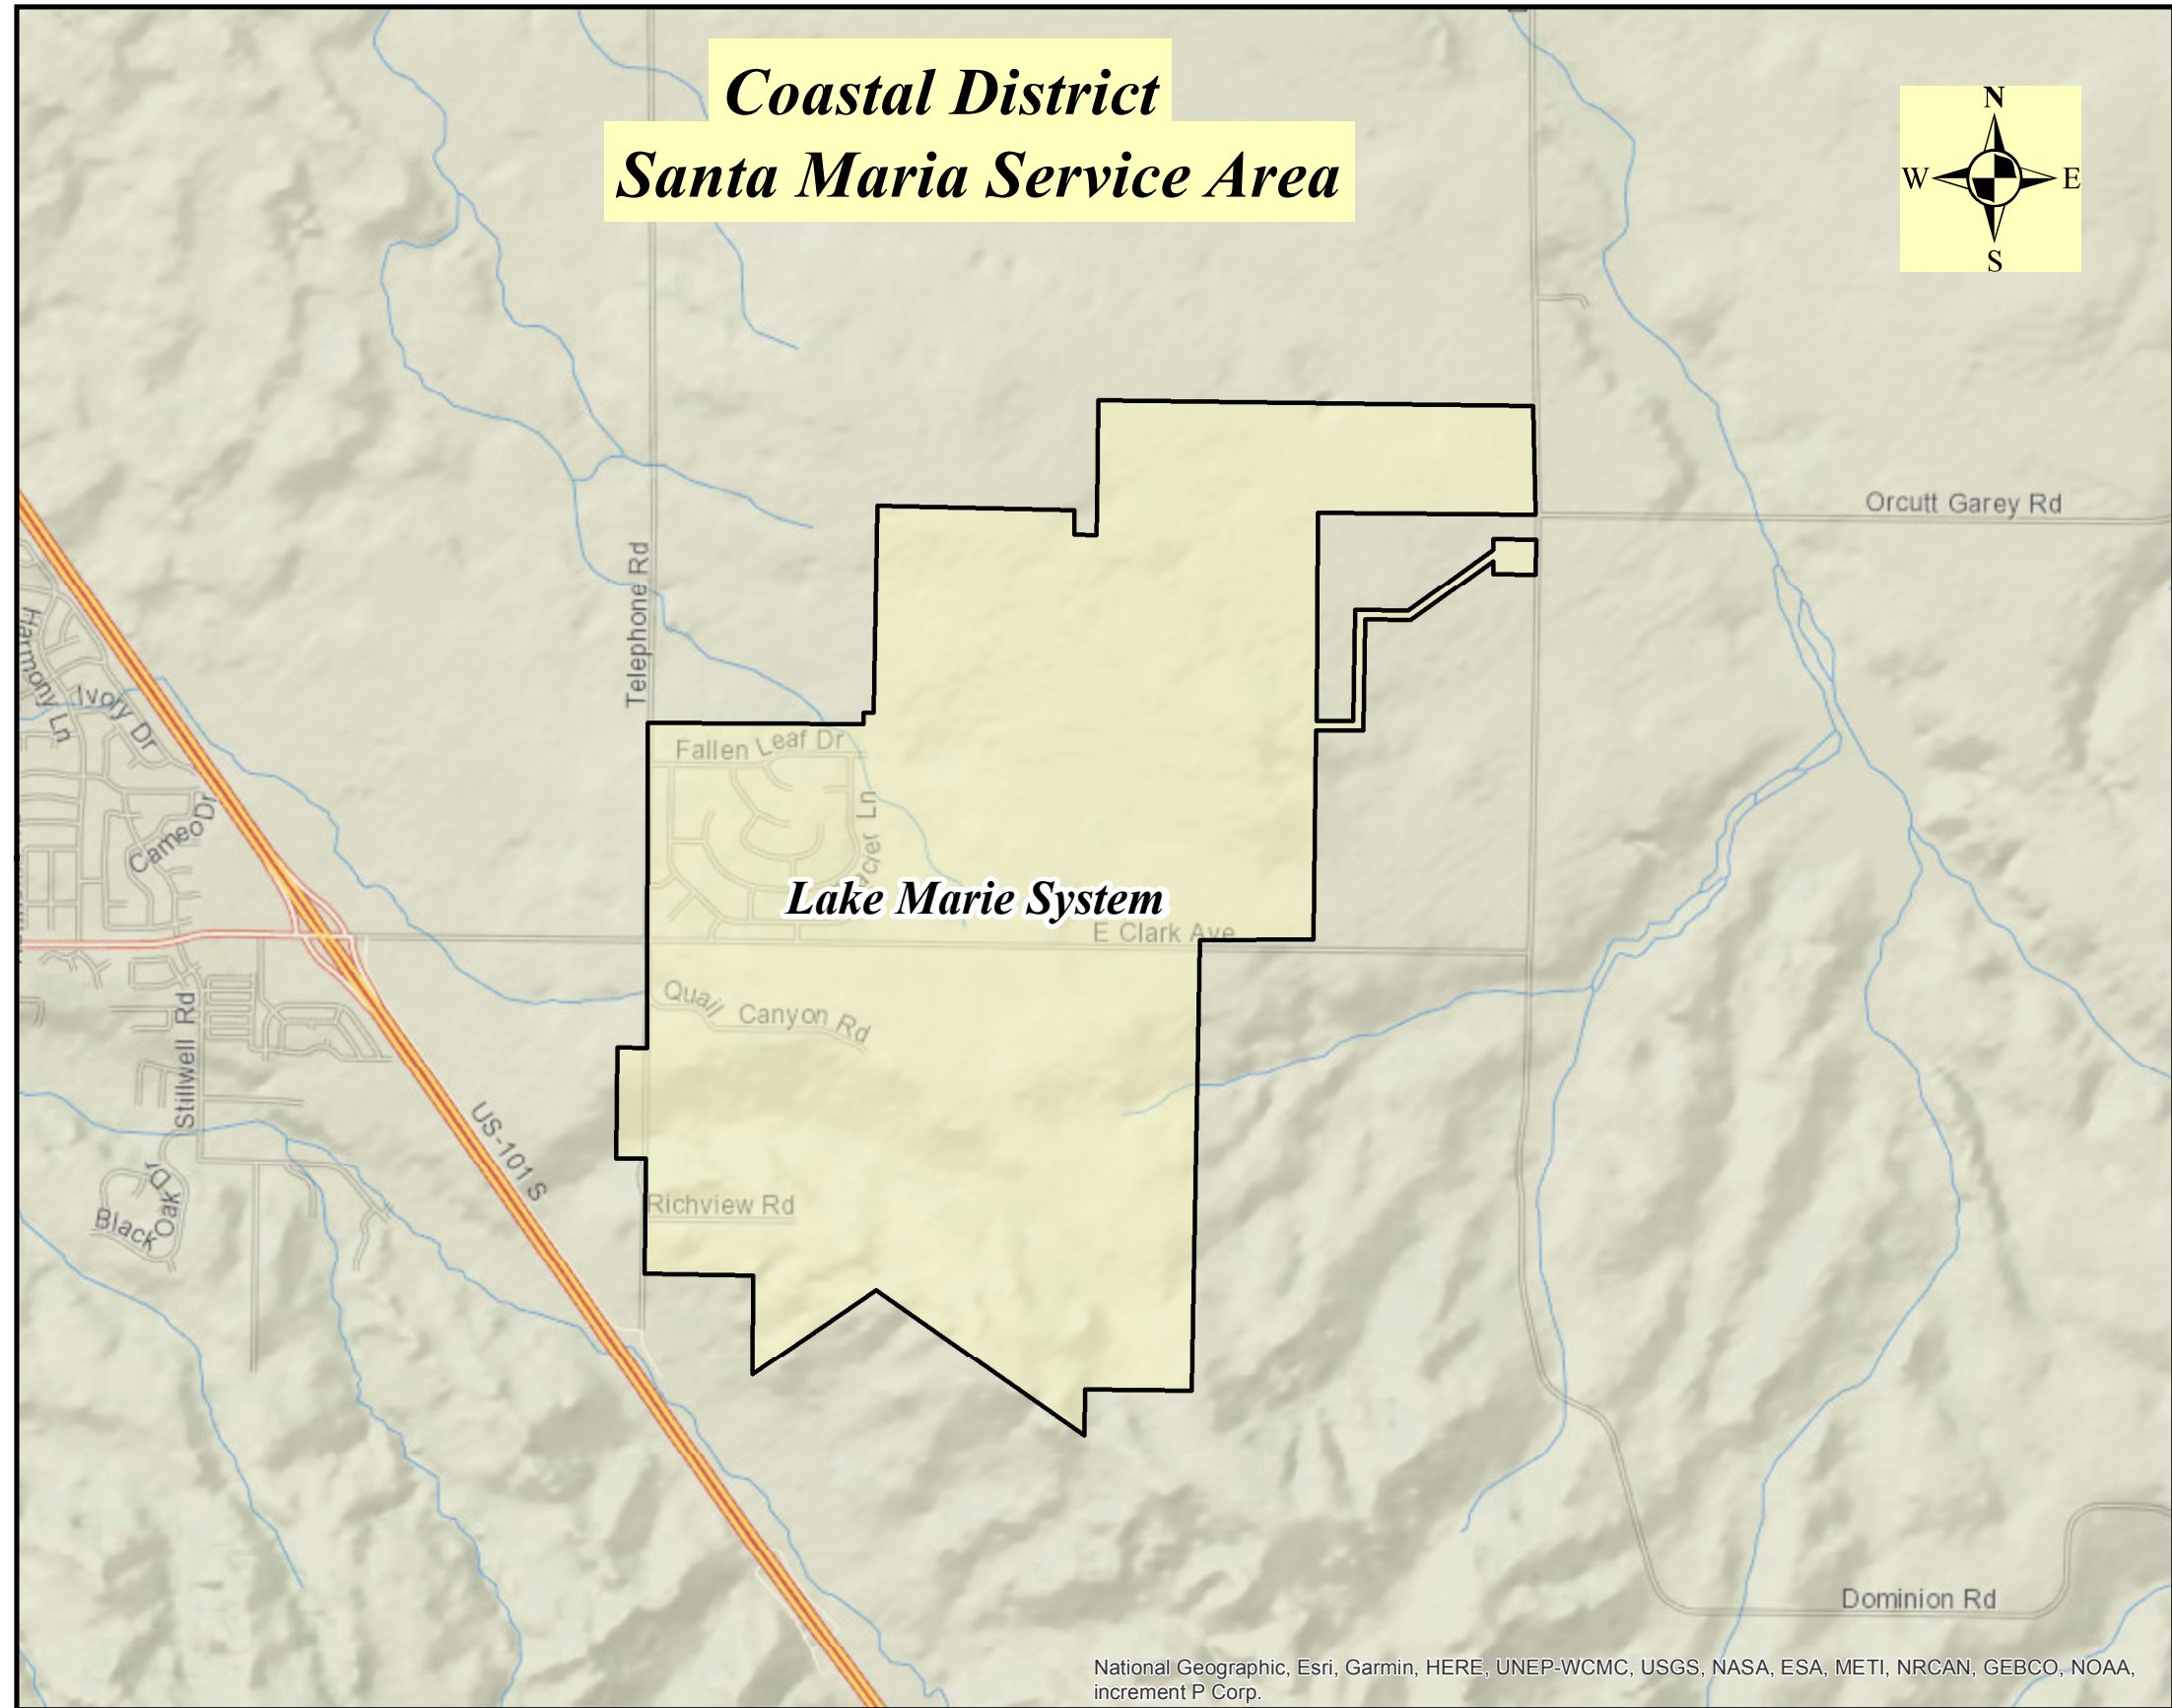 Coastal District
Santa Maria Service Area
N
W
E
S
Orcutt Garey Rd
Telephone Rd
Harmony Ln
Ivory Dr
Cameo Dr
Fallen Leaf Dr
Ln
Lake Marie System
E Clark Ave
Quail Canyon Rd
Stillwell Rd
US-101 S
Black Oak Dr
Richview Rd
Dominion Rd
National Geographic, Esri, Garmin, HERE, UNEP-WCMC, USGS, NASA, ESA, METI, NRCAN, GEBCO, NOAA,
increment P Corp.